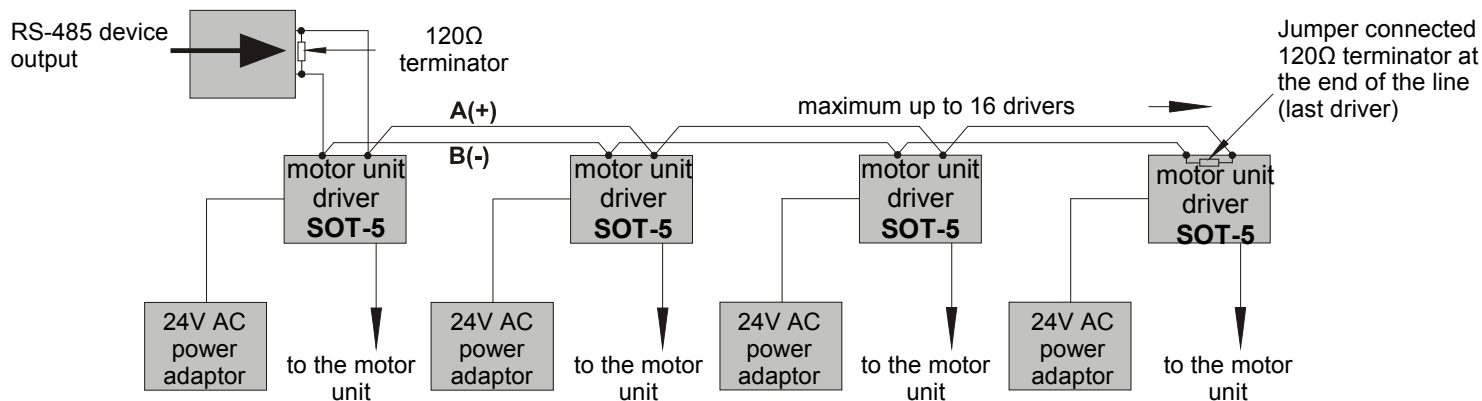 RS-485 device
output
120Ω
terminator
Jumper connected
120Ω terminator at
the end of the line
(last driver)
A(+)
maximum up to 16 drivers
B(-)
motor unit
driver
SOT-5
motor unit
driver
SOT-5
motor unit
driver
SOT-5
motor unit
driver
SOT-5
24V AC
power
adaptor
to the motor
unit
24V AC
power
adaptor
to the motor
unit
24V AC
power
adaptor
to the motor
unit
24V AC
power
adaptor
to the motor
unit